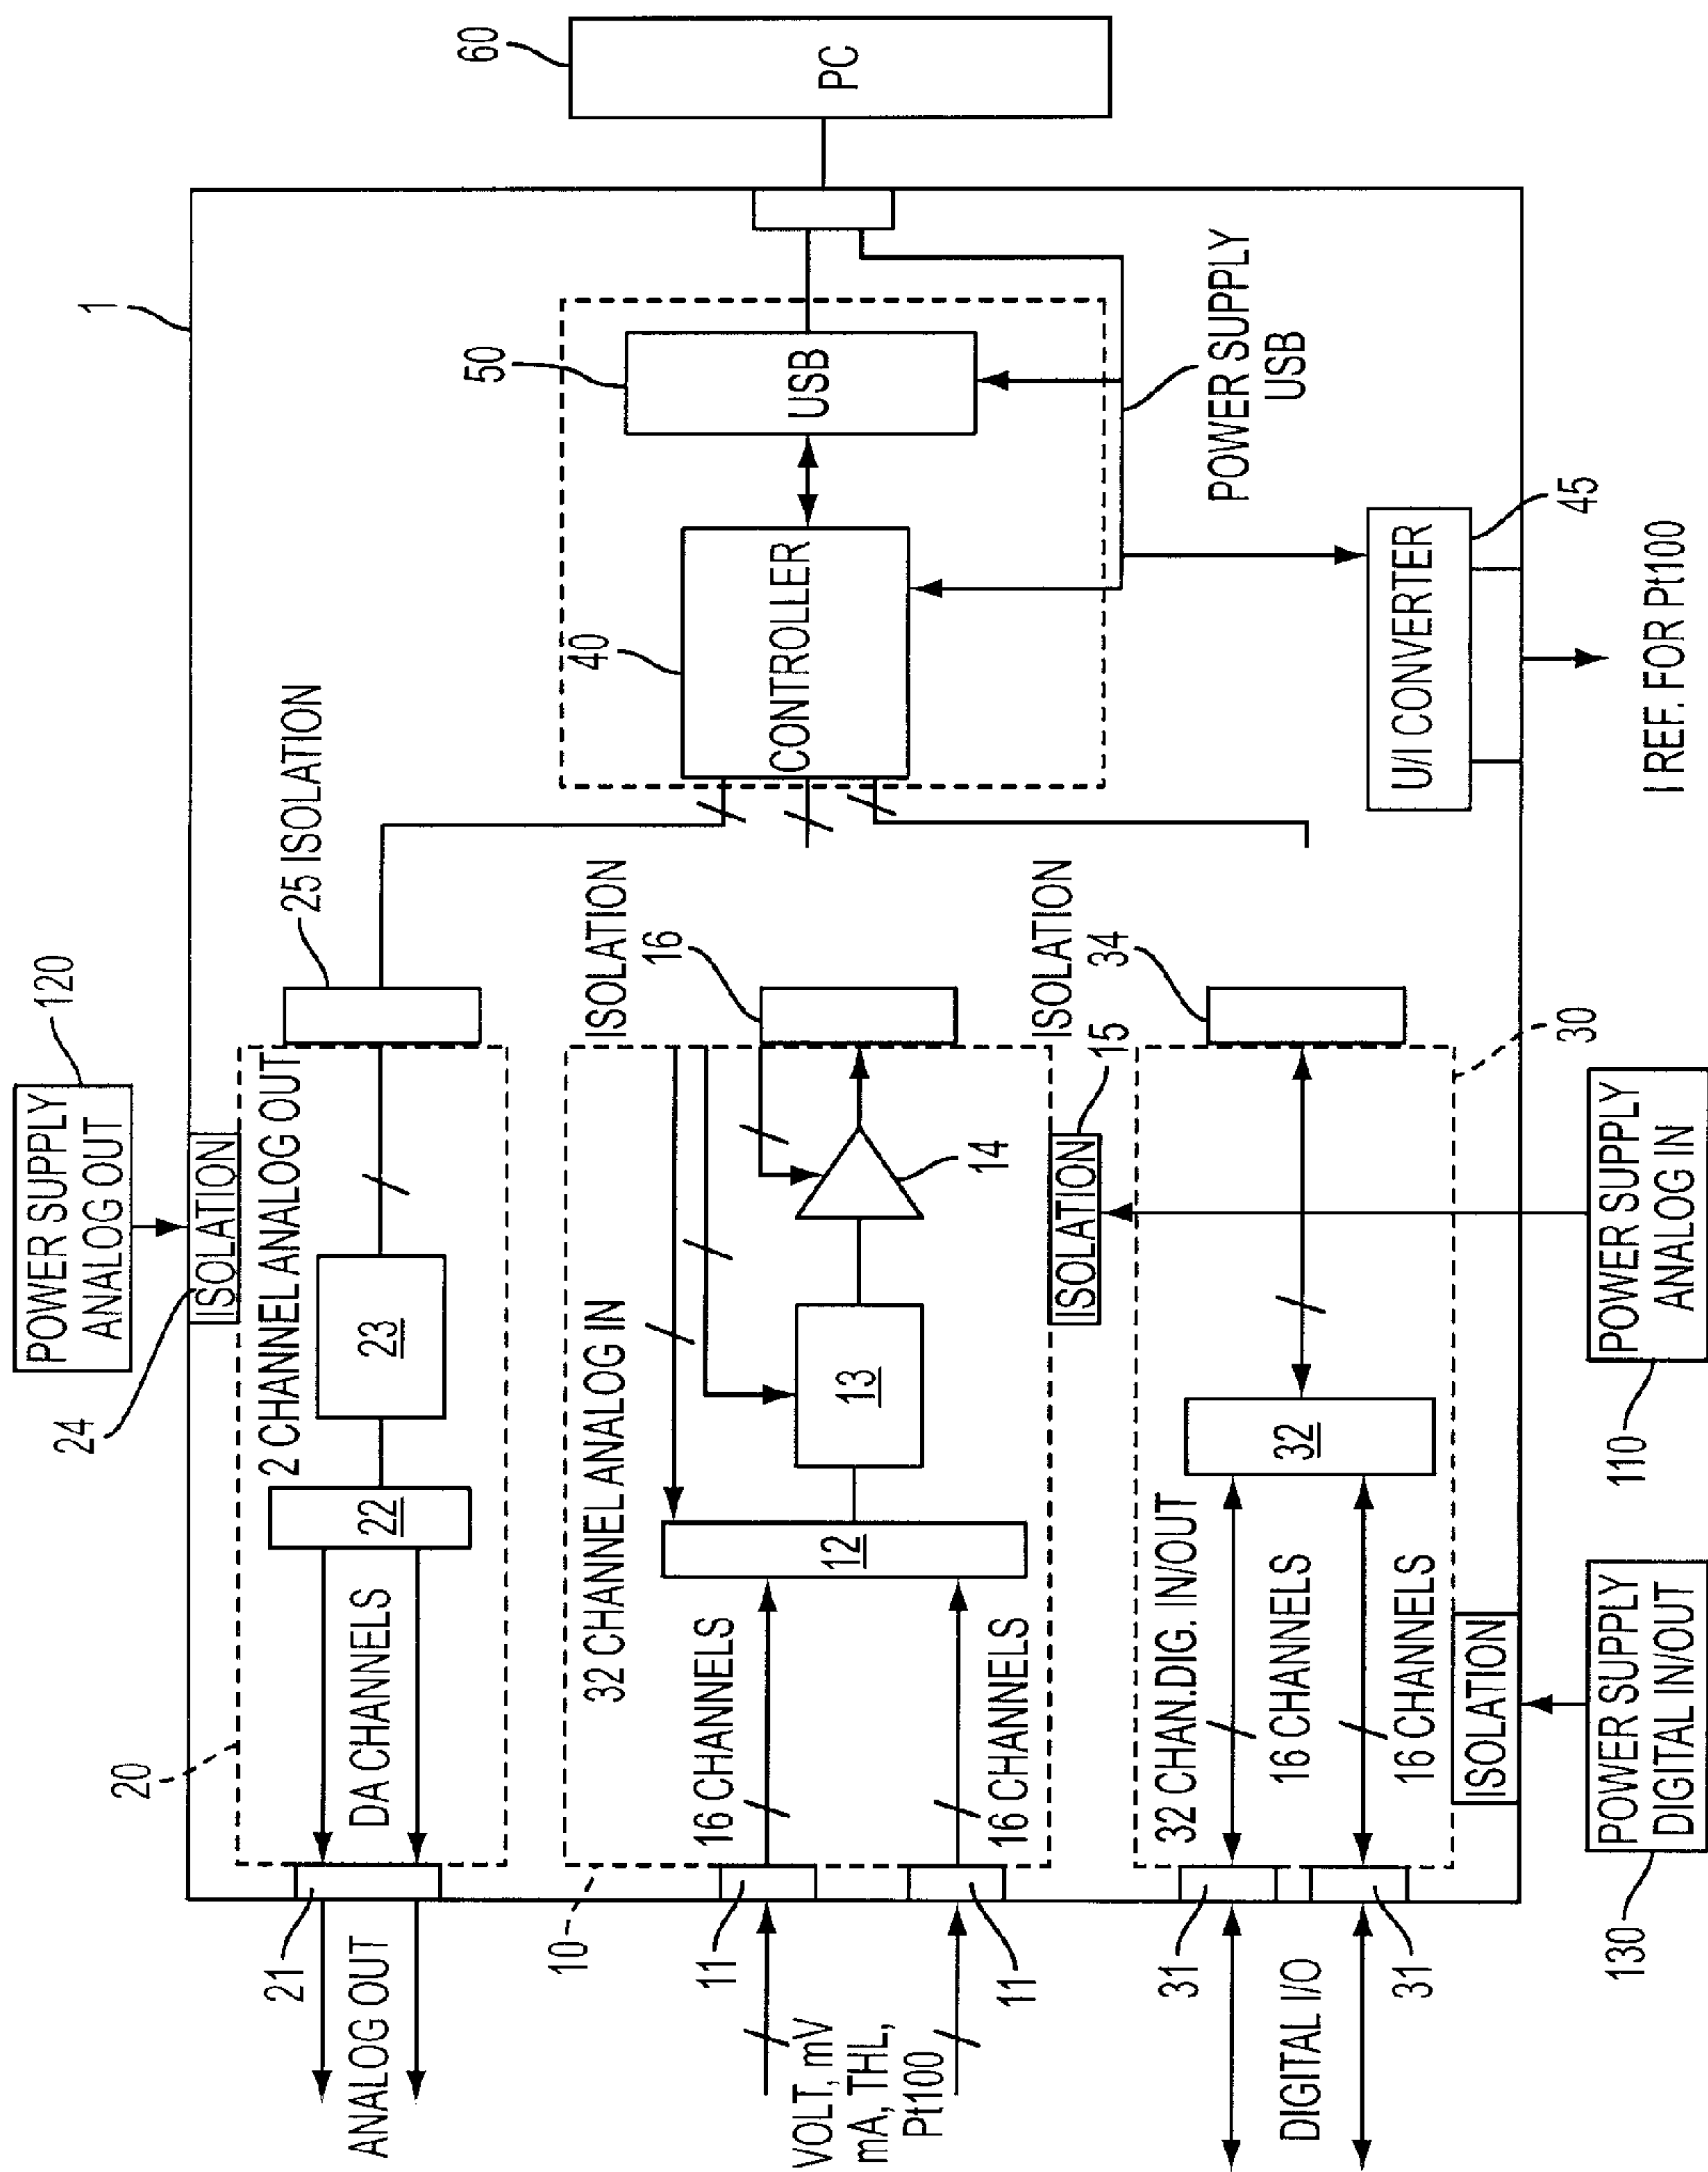 60
PC
1
50
USB
POWER SUPPLY
USB
40
CONTROLLER
45
U/I CONVERTER
I REF. FOR Pt100
25 ISOLATION
ISOLATION
16
ISOLATION
34
120
POWER SUPPLY
ANALOG OUT
24
ISOLATION
2 CHANNEL ANALOG OUT
23
22
DA CHANNELS
20
21
ANALOG OUT
32 CHANNEL ANALOG IN
14
13
12
16 CHANNELS
16 CHANNELS
10
11
11
VOLT, mV
mA, THL,
Pt100
15
ISOLATION
30
32 CHAN.DIG. IN/OUT
32
16 CHANNELS
16 CHANNELS
31
31
DIGITAL I/O
ISOLATION
POWER SUPPLY
ANALOG IN
110
POWER SUPPLY
DIGITAL IN/OUT
130